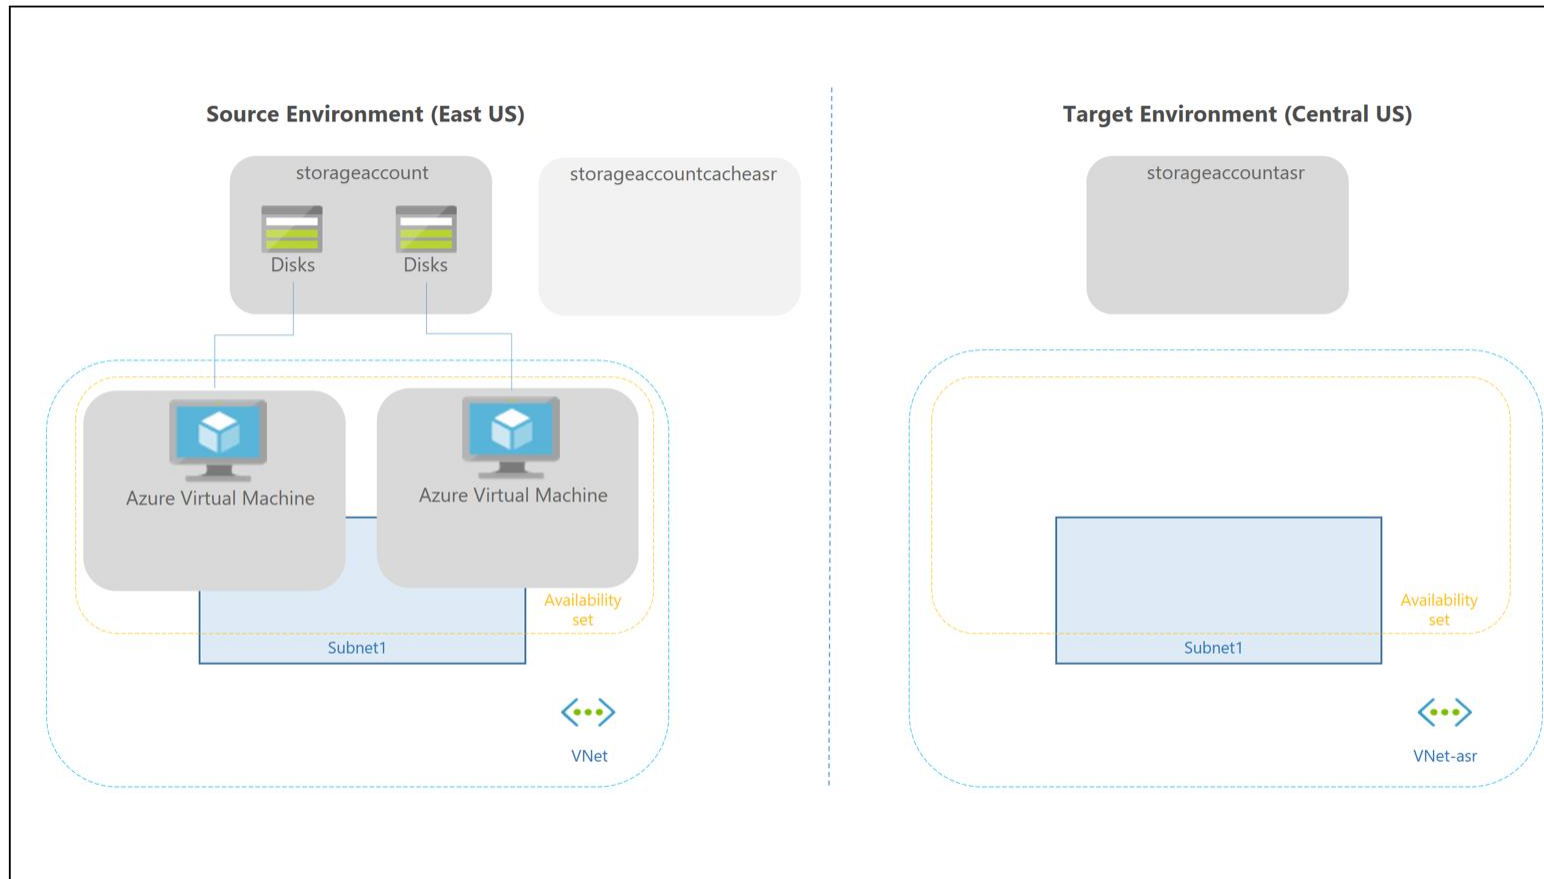 Source Environment (East US)
Target Environment (Central US)
storageaccount
storageaccountcacheasr
storageaccountasr
Disks
Disks
Azure Virtual Machine
Azure Virtual Machine
Availability
set
Subnet1
VNet
Availability
set
Subnet1
VNet-asr